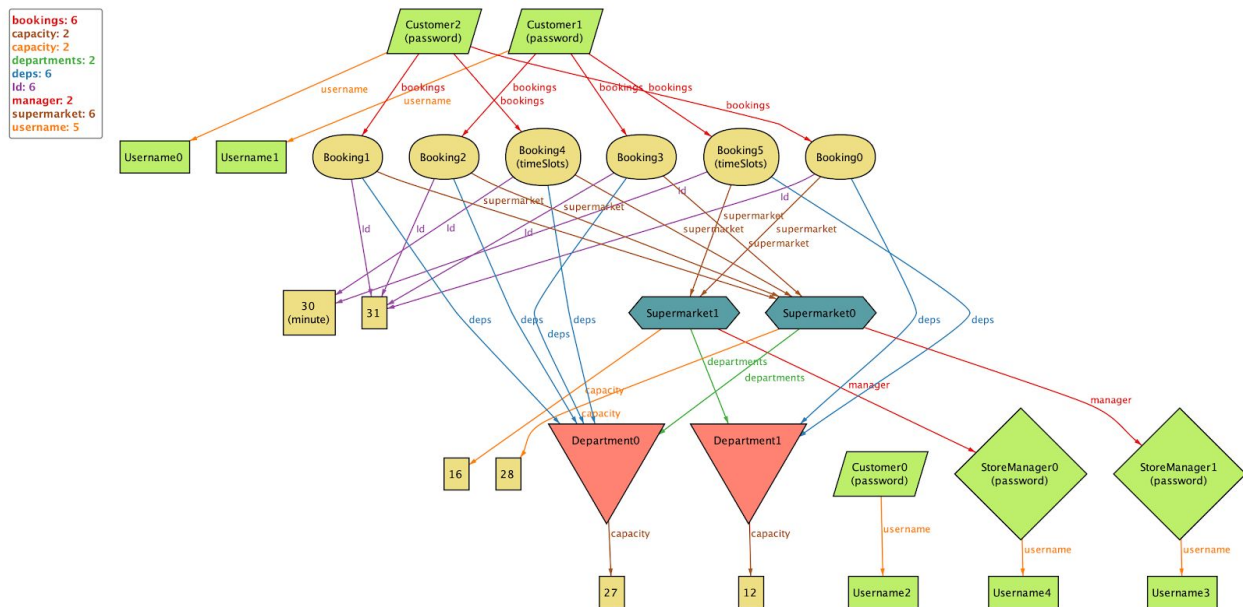 bookings: 6
capacity: 2
capacity: 2
departments: 2
deps: 6
Id: 6
manager: 2
supermarket: 6
username: 5
Customer2
(password)
Customer1
(password)
username
username
bookings
bookings
bookings
bookings
bookings
bookings
Username0
Username1
Booking1
Booking2
Booking4
(timeSlots)
Booking3
Booking5
(timeSlots)
Booking0
Id
Id
Id
Id
Id
Id
supermarket
supermarket
supermarket
supermarket
supermarket
supermarket
30
(minute)
31
Supermarket1
Supermarket0
deps
deps
deps
deps
deps
deps
departments
departments
capacity
capacity
manager
manager
16
28
Department0
Department1
Customer0
(password)
StoreManager0
(password)
StoreManager1
(password)
capacity
capacity
username
username
username
27
12
Username2
Username4
Username3